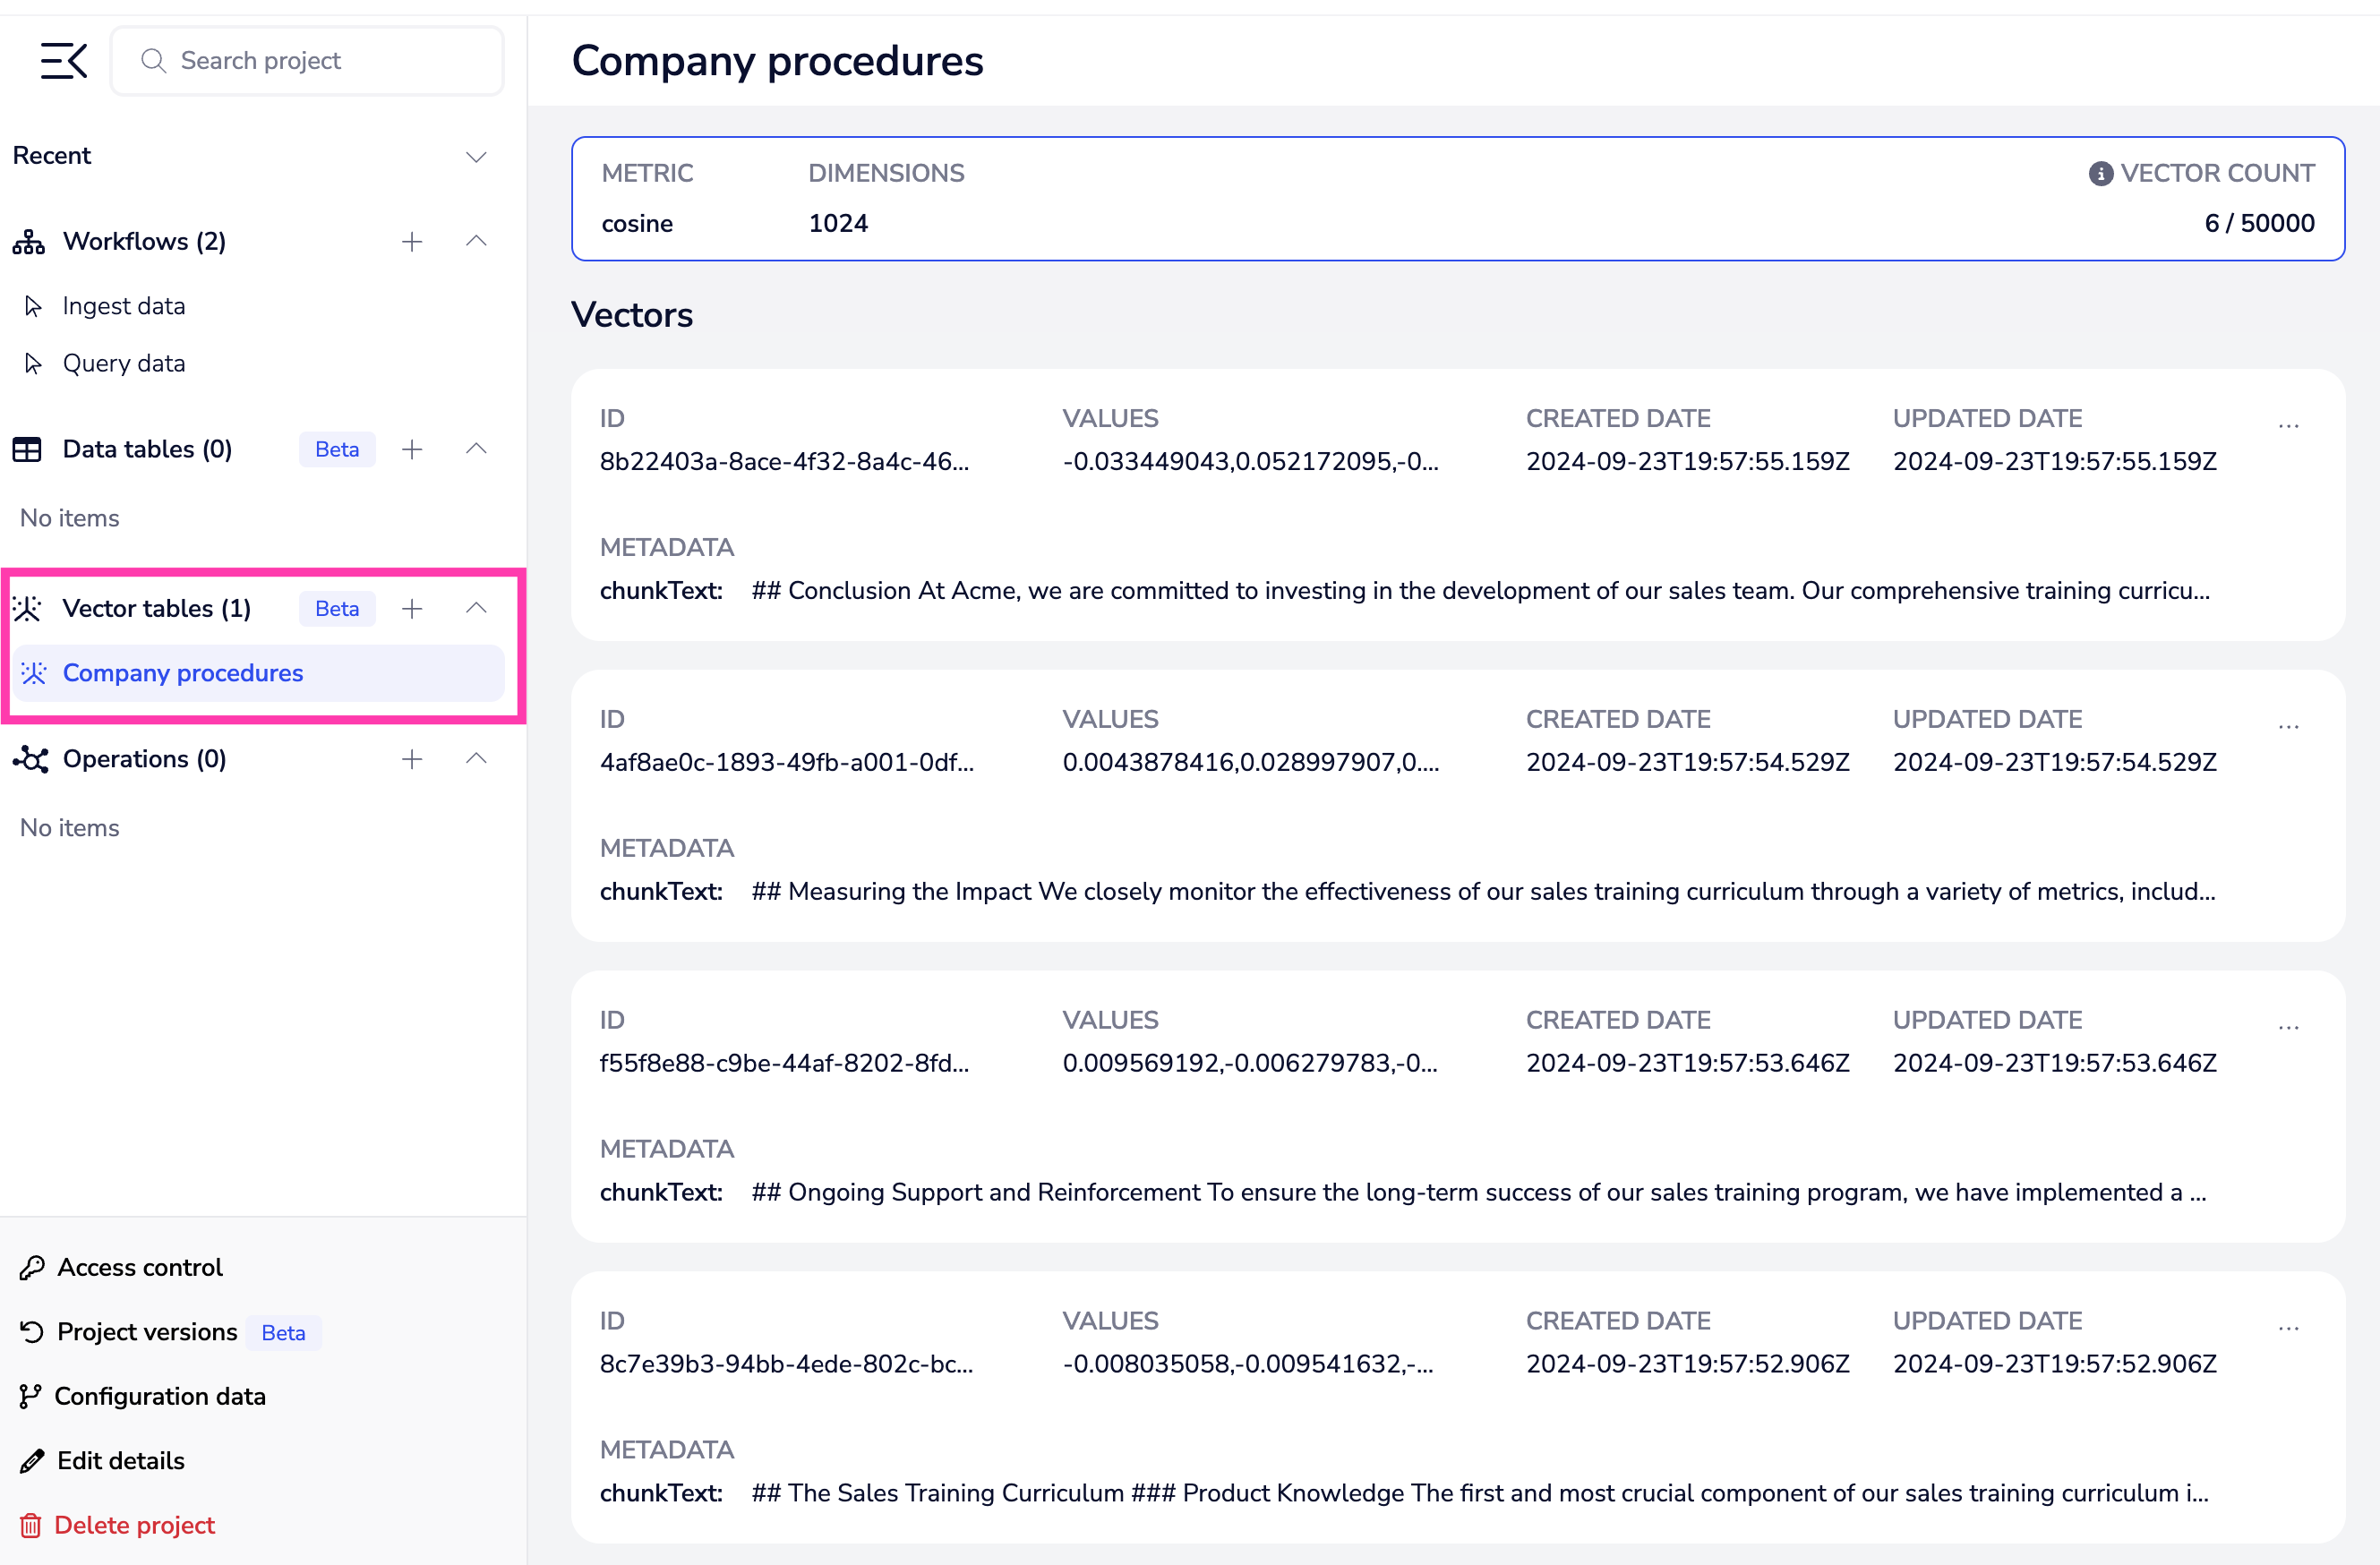 Search project
Recent
Workflows (2)
Ingest data
Query data
Data tables (0) Beta
No items
Vector tables (1) Beta
Company procedures
Operations (0)
No items
Access control
Project versions Beta
Configuration data
Edit details
Delete project
Company procedures
METRIC DIMENSIONS VECTOR COUNT
cosine 1024 6 / 50000
Vectors
ID VALUES CREATED DATE UPDATED DATE ...
8b22403a-8ace-4f32-8a4c-46... -0.033449043,0.052172095,-0... 2024-09-23T19:57:55.159Z 2024-09-23T19:57:55.159Z
METADATA
chunkText: ## Conclusion At Acme, we are committed to investing in the development of our sales team. Our comprehensive training curricu...
ID VALUES CREATED DATE UPDATED DATE ...
4af8ae0c-1893-49fb-a001-0df... 0.0043878416,0.028997907,0.... 2024-09-23T19:57:54.529Z 2024-09-23T19:57:54.529Z
METADATA
chunkText: ## Measuring the Impact We closely monitor the effectiveness of our sales training curriculum through a variety of metrics, includ...
ID VALUES CREATED DATE UPDATED DATE ...
f55f8e88-c9be-44af-8202-8fd... 0.009569192,-0.006279783,-0... 2024-09-23T19:57:53.646Z 2024-09-23T19:57:53.646Z
METADATA
chunkText: ## Ongoing Support and Reinforcement To ensure the long-term success of our sales training program, we have implemented a ...
ID VALUES CREATED DATE UPDATED DATE ...
8c7e39b3-94bb-4ede-802c-bc... -0.008035058,-0.009541632,-... 2024-09-23T19:57:52.906Z 2024-09-23T19:57:52.906Z
METADATA
chunkText: ## The Sales Training Curriculum ### Product Knowledge The first and most crucial component of our sales training curriculum i...